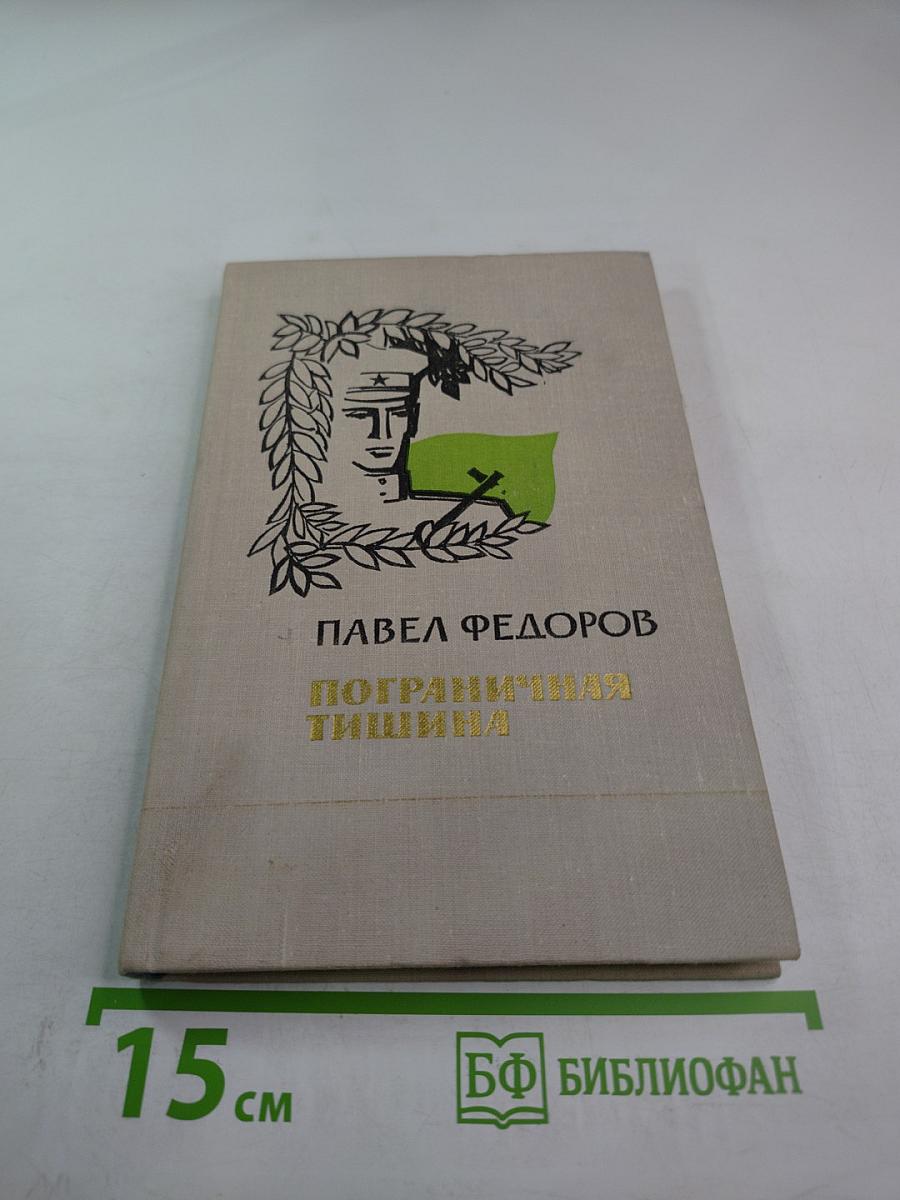 ПАВЕЛ ФЕДОРОВ
ПОГРАНИЧНАЯ
ТИШИНА
15 см
БФ БИБЛИОФАН